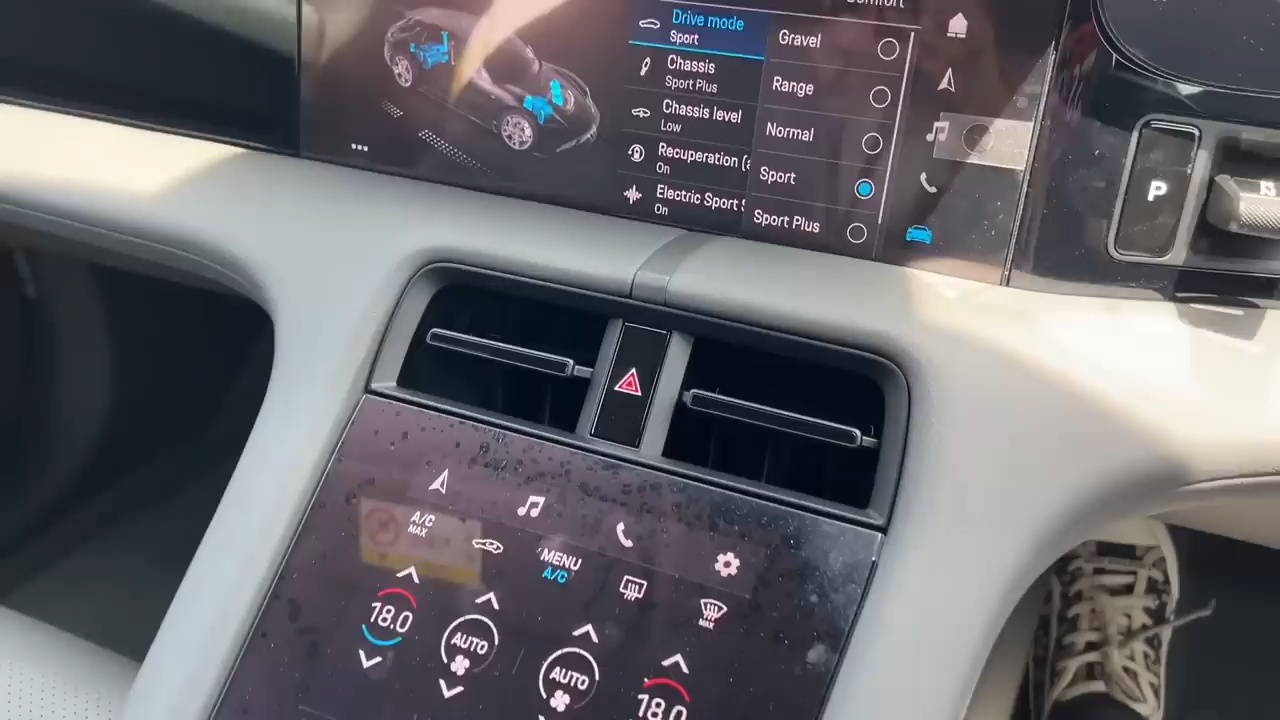 Comfort
Drive mode
Sport
Chassis
Sport Plus
Chassis level
Low
Recuperation (a
On
Electric Sport S
On
Gravel
Range
Normal
Sport
Sport Plus
P
A/C
MAX
MENU
A/C
MAX
18.0
AUTO
AUTO
18.0